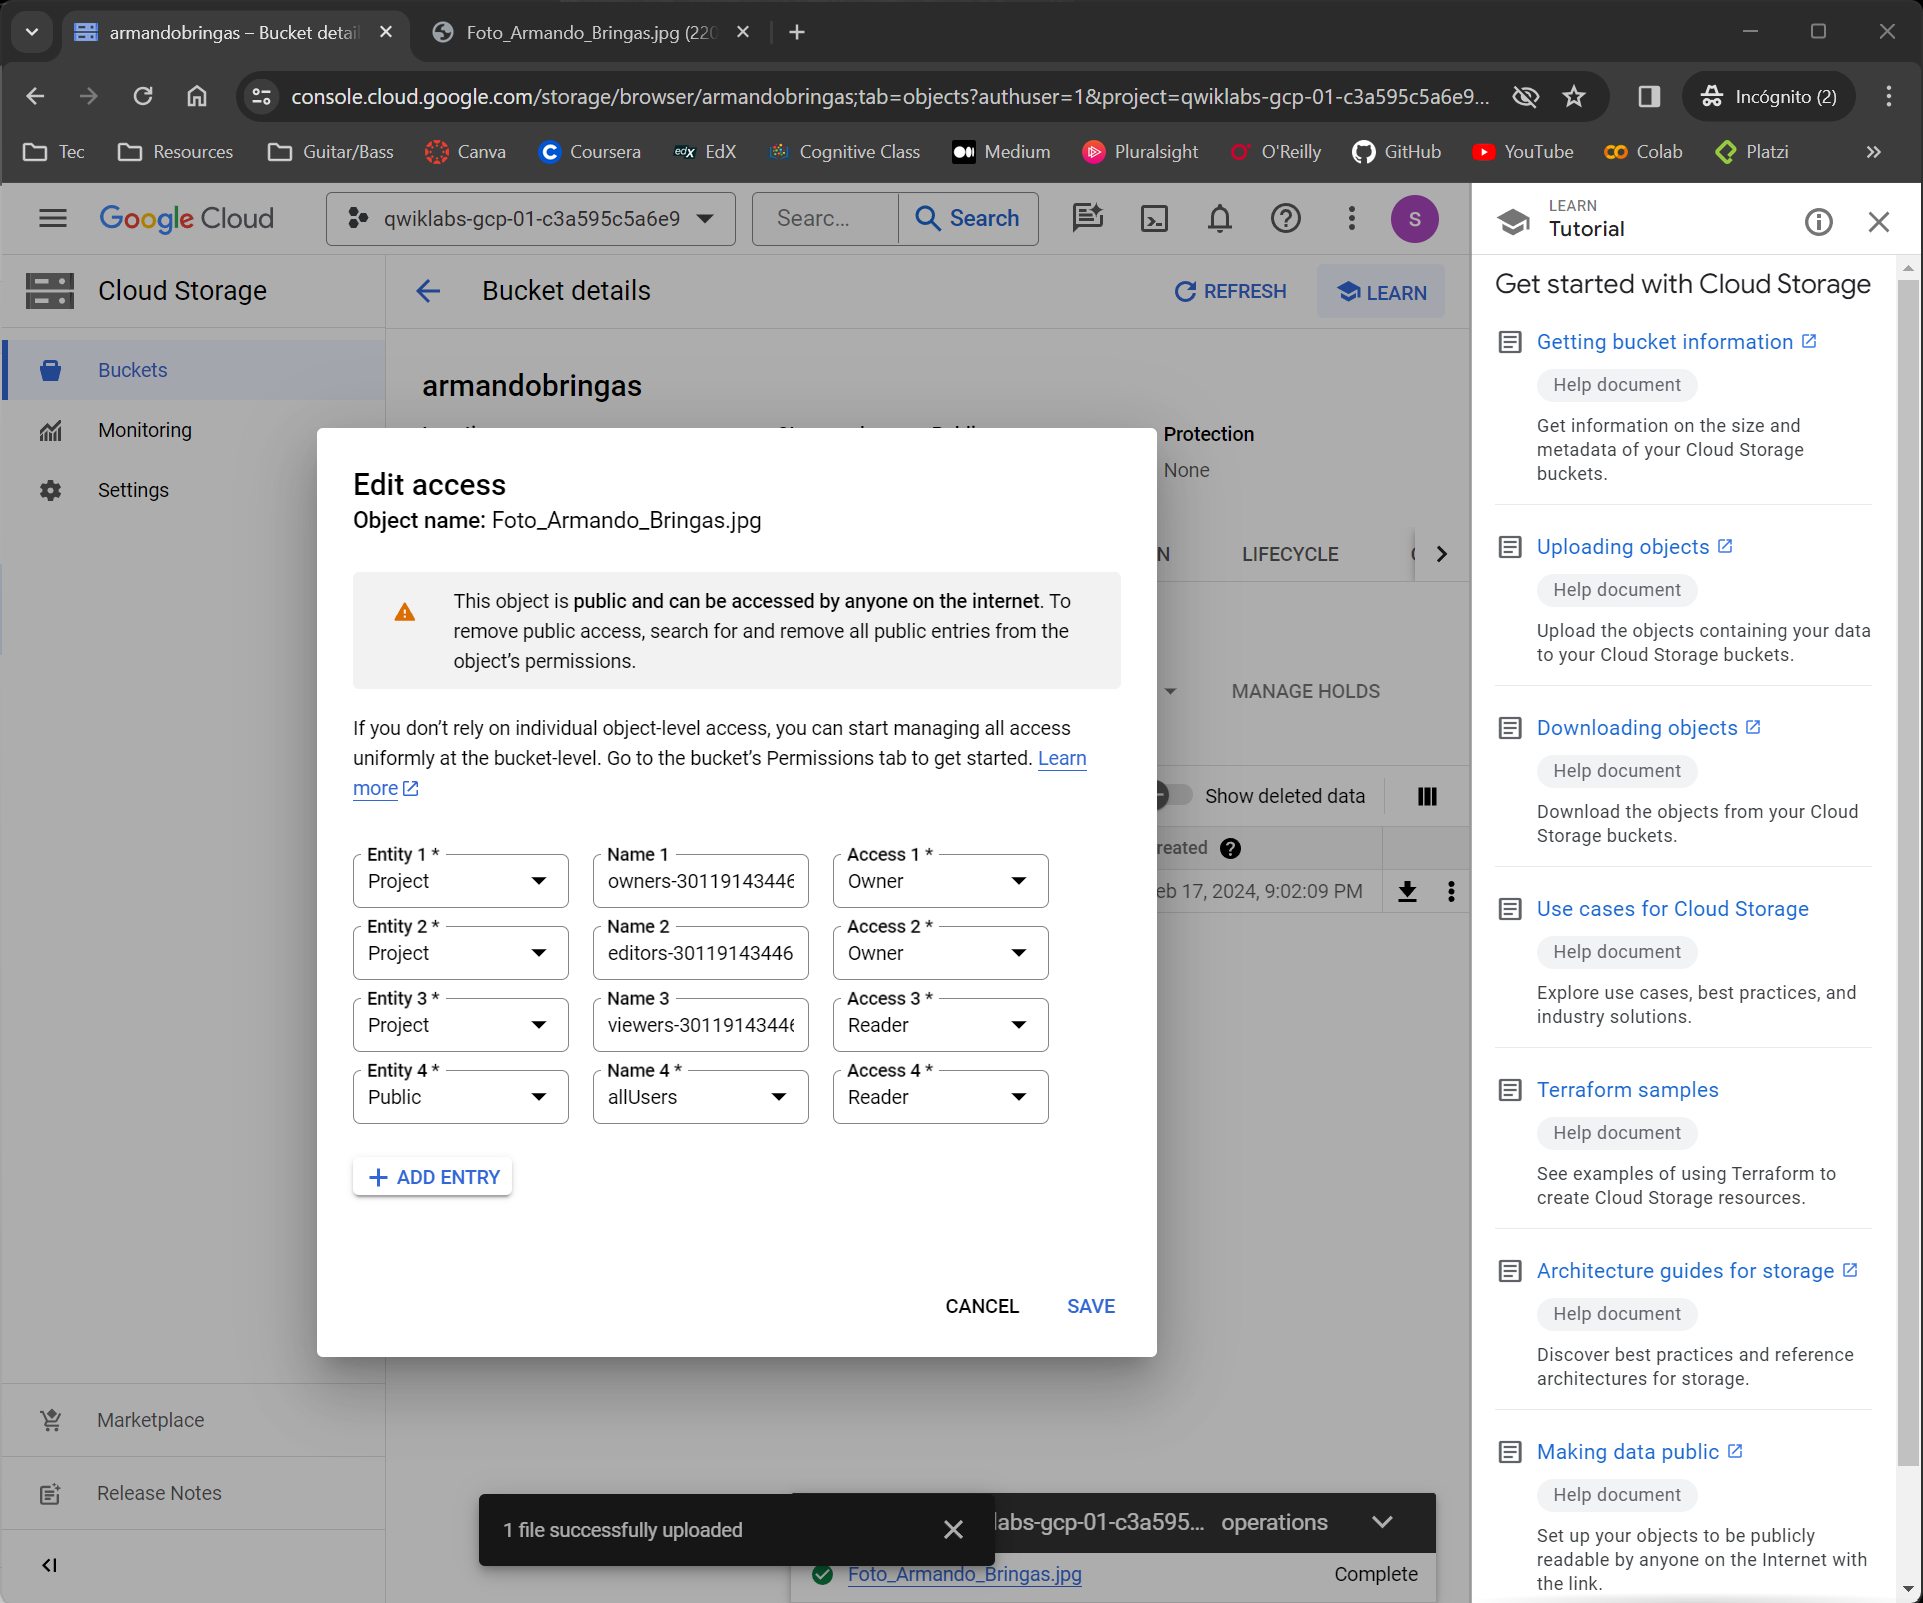 armandobringas – Bucket detail
Foto_Armando_Bringas.jpg (220
console.cloud.google.com/storage/browser/armandobringas;tab=objects?authuser=1&project=qwiklabs-gcp-01-c3a595c5a6e9...
Incógnito (2)
Tec
Resources
Guitar/Bass
Canva
Coursera
edX
EdX
Cognitive Class
Medium
Pluralsight
O'Reilly
GitHub
YouTube
Colab
Platzi
Google Cloud
qwiklabs-gcp-01-c3a595c5a6e9
Searc...
Search
S
Cloud Storage
Buckets
Monitoring
Settings
Marketplace
Release Notes
Bucket details
REFRESH
LEARN
armandobringas
Protection
None
N
LIFECYCLE
MANAGE HOLDS
Show deleted data
reated
eb 17, 2024, 9:02:09 PM
Edit access
Object name: Foto_Armando_Bringas.jpg
This object is public and can be accessed by anyone on the internet. To
remove public access, search for and remove all public entries from the
object's permissions.
If you don't rely on individual object-level access, you can start managing all access
uniformly at the bucket-level. Go to the bucket's Permissions tab to get started. Learn
more
Entity 1 *
Project
Name 1
owners-30119143446
Access 1 *
Owner
Entity 2 *
Project
Name 2
editors-30119143446
Access 2 *
Owner
Entity 3 *
Project
Name 3
viewers-30119143446
Access 3 *
Reader
Entity 4 *
Public
Name 4 *
allUsers
Access 4 *
Reader
ADD ENTRY
CANCEL
SAVE
1 file successfully uploaded
labs-gcp-01-c3a595... operations
Foto_Armando_Bringas.jpg
Complete
LEARN
Tutorial
Get started with Cloud Storage
Getting bucket information
Help document
Get information on the size and
metadata of your Cloud Storage
buckets.
Uploading objects
Help document
Upload the objects containing your data
to your Cloud Storage buckets.
Downloading objects
Help document
Download the objects from your Cloud
Storage buckets.
Use cases for Cloud Storage
Help document
Explore use cases, best practices, and
industry solutions.
Terraform samples
Help document
See examples of using Terraform to
create Cloud Storage resources.
Architecture guides for storage
Help document
Discover best practices and reference
architectures for storage.
Making data public
Help document
Set up your objects to be publicly
readable by anyone on the Internet with
the link.